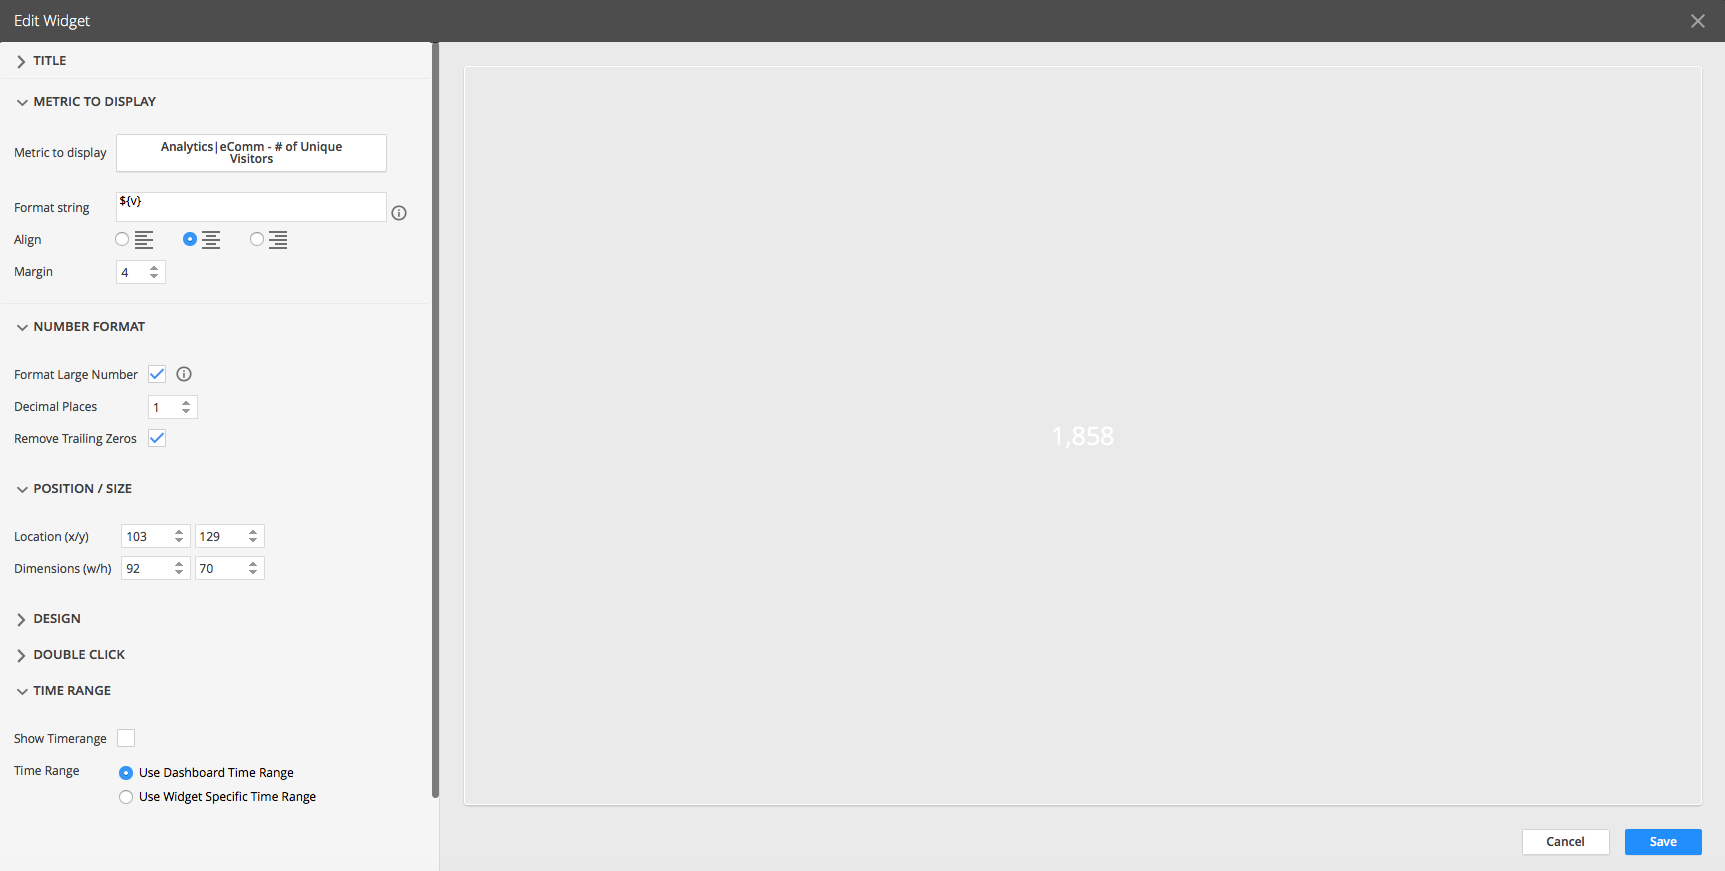 Edit Widget
TITLE
METRIC TO DISPLAY
Metric to display
Analytics|eComm - # of Unique
Visitors
Format string
${v}
Align
Margin
4
NUMBER FORMAT
Format Large Number
Decimal Places
1
Remove Trailing Zeros
POSITION / SIZE
Location (x/y)
103
129
Dimensions (w/h)
92
70
DESIGN
DOUBLE CLICK
TIME RANGE
Show Timerange
Time Range
Use Dashboard Time Range
Use Widget Specific Time Range
1,858
Cancel
Save